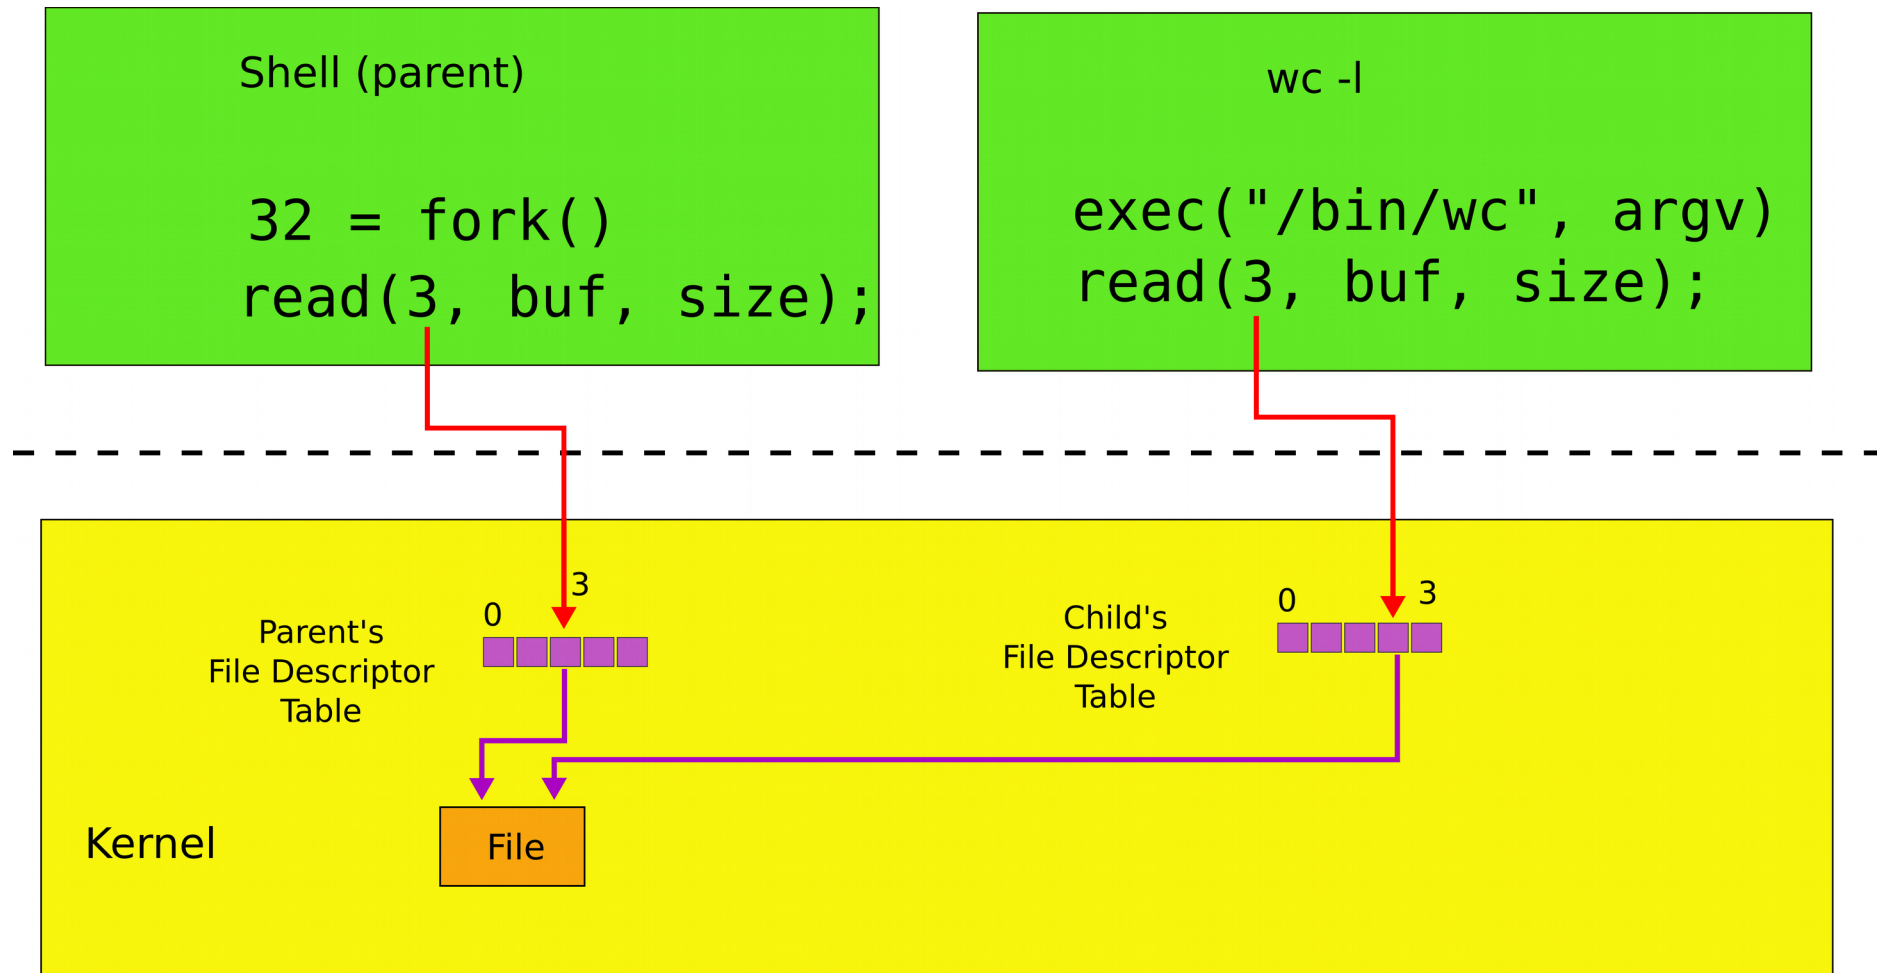 Shell (parent)
32 = fork()
read(3, buf, size);
wc -l
exec("/bin/wc", argv)
read(3, buf, size);
0
3
Parent's
File Descriptor
Table
0
3
Child's
File Descriptor
Table
Kernel
File